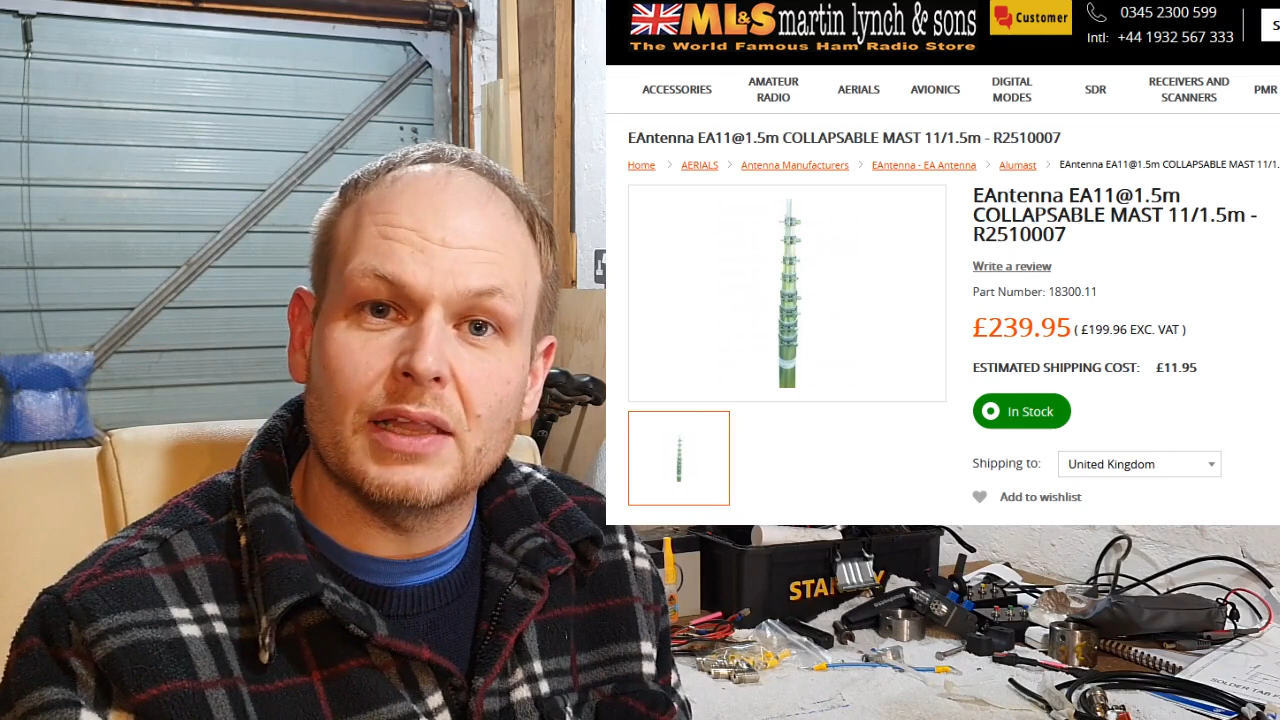 ML&S martin lynch & sons
The World Famous Ham Radio Store
Customer
0345 2300 599
Intl: +44 1932 567 333
S
ACCESSORIES
AMATEUR RADIO
AERIALS
AVIONICS
DIGITAL MODES
SDR
RECEIVERS AND SCANNERS
PMR
EAntenna EA11@1.5m COLLAPSABLE MAST 11/1.5m - R2510007
Home > AERIALS > Antenna Manufacturers > EAntenna - EA Antenna > Alumast > EAntenna EA11@1.5m COLLAPSABLE MAST 11/1.
EAntenna EA11@1.5m
COLLAPSABLE MAST 11/1.5m -
R2510007
Write a review
Part Number: 18300.11
£239.95 ( £199.96 EXC. VAT )
ESTIMATED SHIPPING COST: £11.95
In Stock
Shipping to: United Kingdom
Add to wishlist
STANLEY
SOLDER TAB